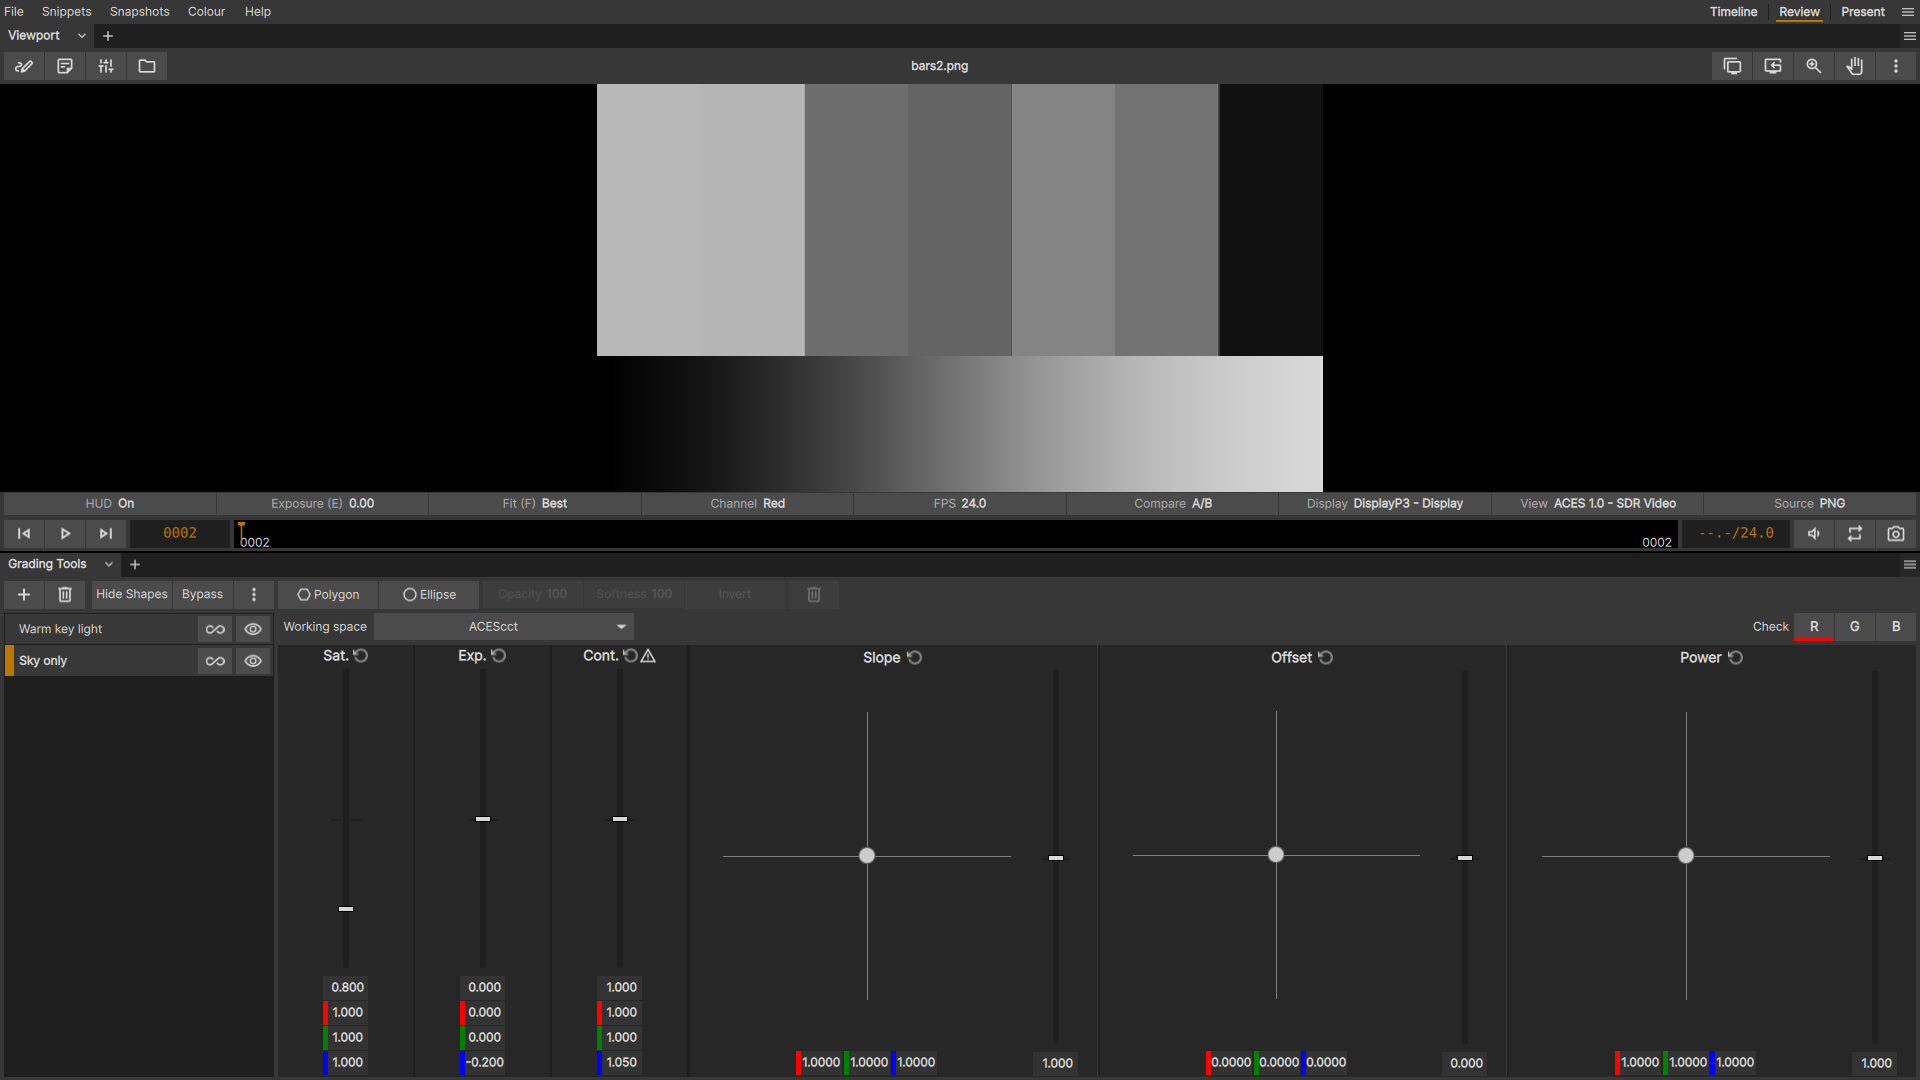 File Snippets Snapshots Colour Help Timeline Review Present
Viewport
bars2.png
HUD On Exposure (E) 0.00 Fit (F) Best Channel Red FPS 24.0 Compare A/B Display DisplayP3 - Display View ACES 1.0 - SDR Video Source PNG
0002 0002 0002 --.-/24.0
Grading Tools
Hide Shapes Bypass Polygon Ellipse Opacity 100 Softness 100 Invert
Warm key light Working space ACEScct Check R G B
Sky only Sat. Exp. Cont. Slope Offset Power
0.800 0.000 1.000
1.000 0.000 1.000
1.000 0.000 1.000
1.000 -0.200 1.050 1.0000 1.0000 1.0000 1.000 0.0000 0.0000 0.0000 0.000 1.0000 1.0000 1.0000 1.000